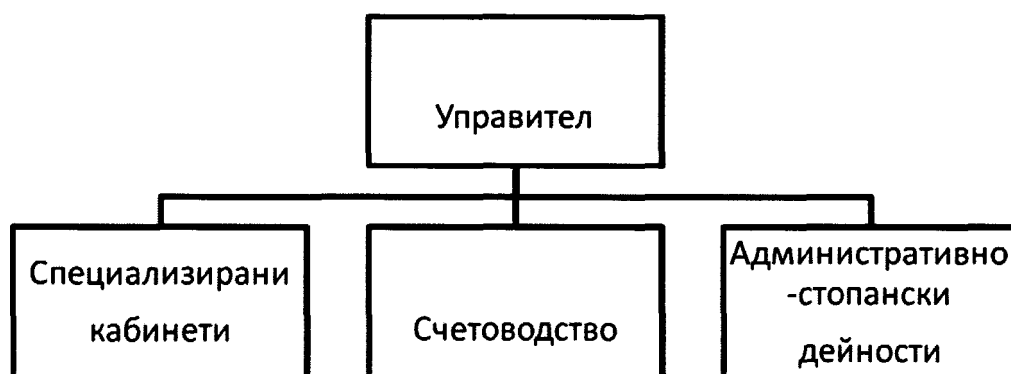 Управител
Специализирани
кабинети
Счетоводство
Административно
-стопански
дейности